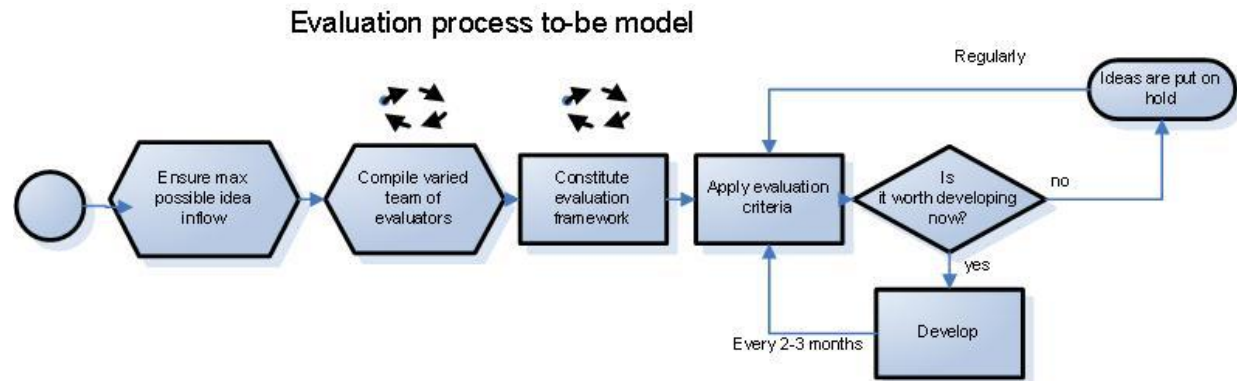 Evaluation process to-be model
Regularly
Ideas are put on
hold
Ensure max
possible idea
inflow
Compile varied
team of
evaluators
Constitute
evaluation
framework
Apply evaluation
criteria
Is
it worth developing
now?
no
yes
Develop
Every 2-3 months